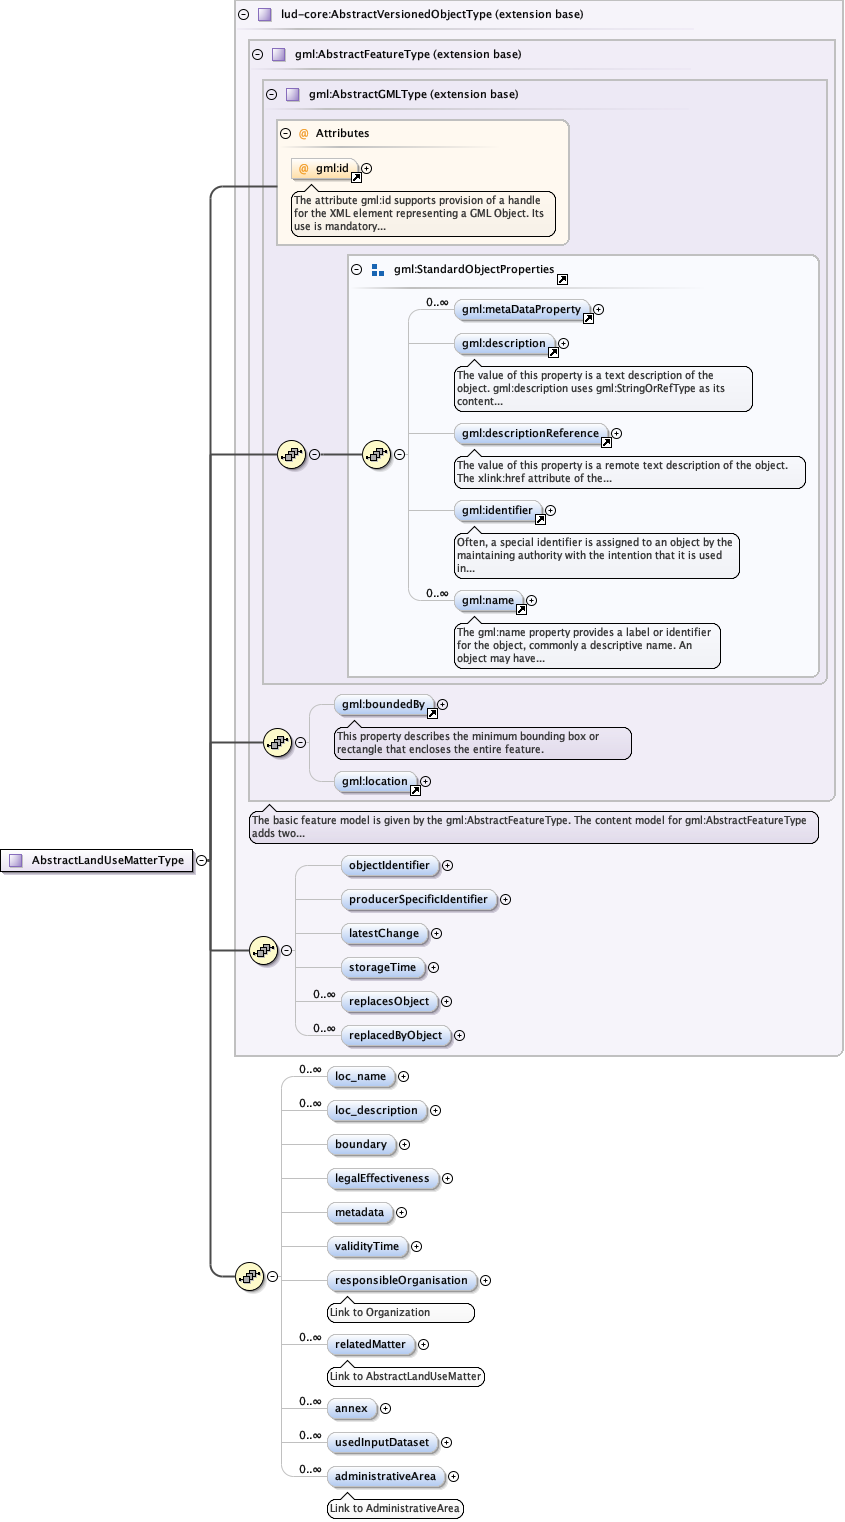 lud-core:AbstractVersionedObjectType (extension base)
gml:AbstractFeatureType (extension base)
gml:AbstractGMLType (extension base)
@ Attributes
@ gml:id
The attribute gml:id supports provision of a handle
for the XML element representing a GML Object. Its
use is mandatory...
gml:StandardObjectProperties
0..∞
gml:metaDataProperty
gml:description
The value of this property is a text description of the
object. gml:description uses gml:StringOrRefType as its
content...
gml:descriptionReference
The value of this property is a remote text description of the object.
The xlink:href attribute of the...
gml:identifier
Often, a special identifier is assigned to an object by the
maintaining authority with the intention that it is used
in...
0..∞
gml:name
The gml:name property provides a label or identifier
for the object, commonly a descriptive name. An
object may have...
gml:boundedBy
This property describes the minimum bounding box or
rectangle that encloses the entire feature.
gml:location
The basic feature model is given by the gml:AbstractFeatureType. The content model for gml:AbstractFeatureType
adds two...
AbstractLandUseMatterType
objectIdentifier
producerSpecificIdentifier
latestChange
storageTime
0..∞
replacesObject
0..∞
replacedByObject
0..∞
loc_name
0..∞
loc_description
boundary
legalEffectiveness
metadata
validityTime
responsibleOrganisation
Link to Organization
0..∞
relatedMatter
Link to AbstractLandUseMatter
0..∞
annex
0..∞
usedInputDataset
0..∞
administrativeArea
Link to AdministrativeArea